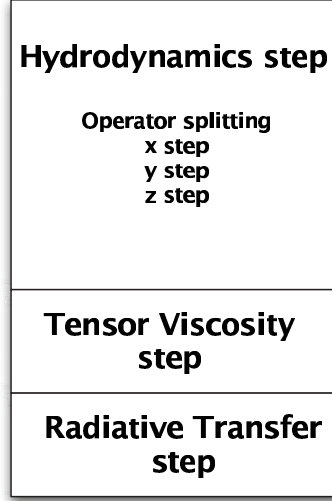 Hydrodynamics step
Operator splitting
x step
y step
z step
Tensor Viscosity
step
Radiative Transfer
step